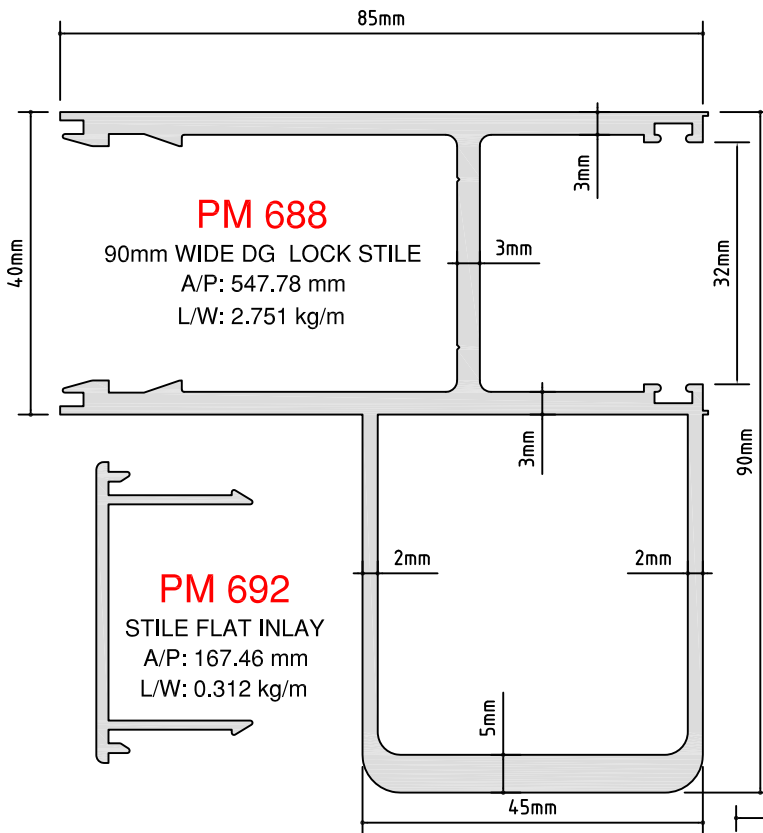 85mm
40mm
3mm
PM 688
90mm WIDE DG LOCK STILE
A/P: 547.78 mm
L/W: 2.751 kg/m
3mm
32mm
3mm
90mm
2mm
2mm
PM 692
STILE FLAT INLAY
A/P: 167.46 mm
L/W: 0.312 kg/m
5mm
45mm